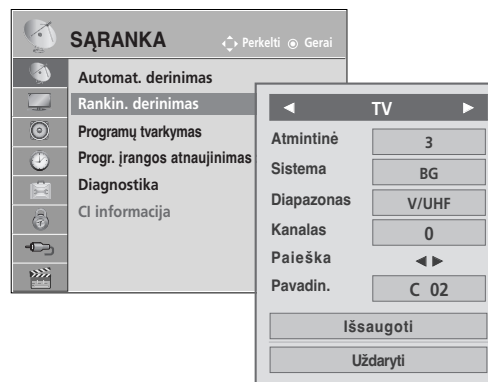 SĄRANKA
Perkelti Gerai
Automat. derinimas
Rankin. derinimas
Programų tvarkymas
Progr. įrangos atnaujinimas
Diagnostika
CI informacija
◄ TV ►
Atmintinė 3
Sistema BG
Diapazonas V/UHF
Kanalas 0
Paieška ◄►
Pavadin. C 02
Išsaugoti
Uždaryti